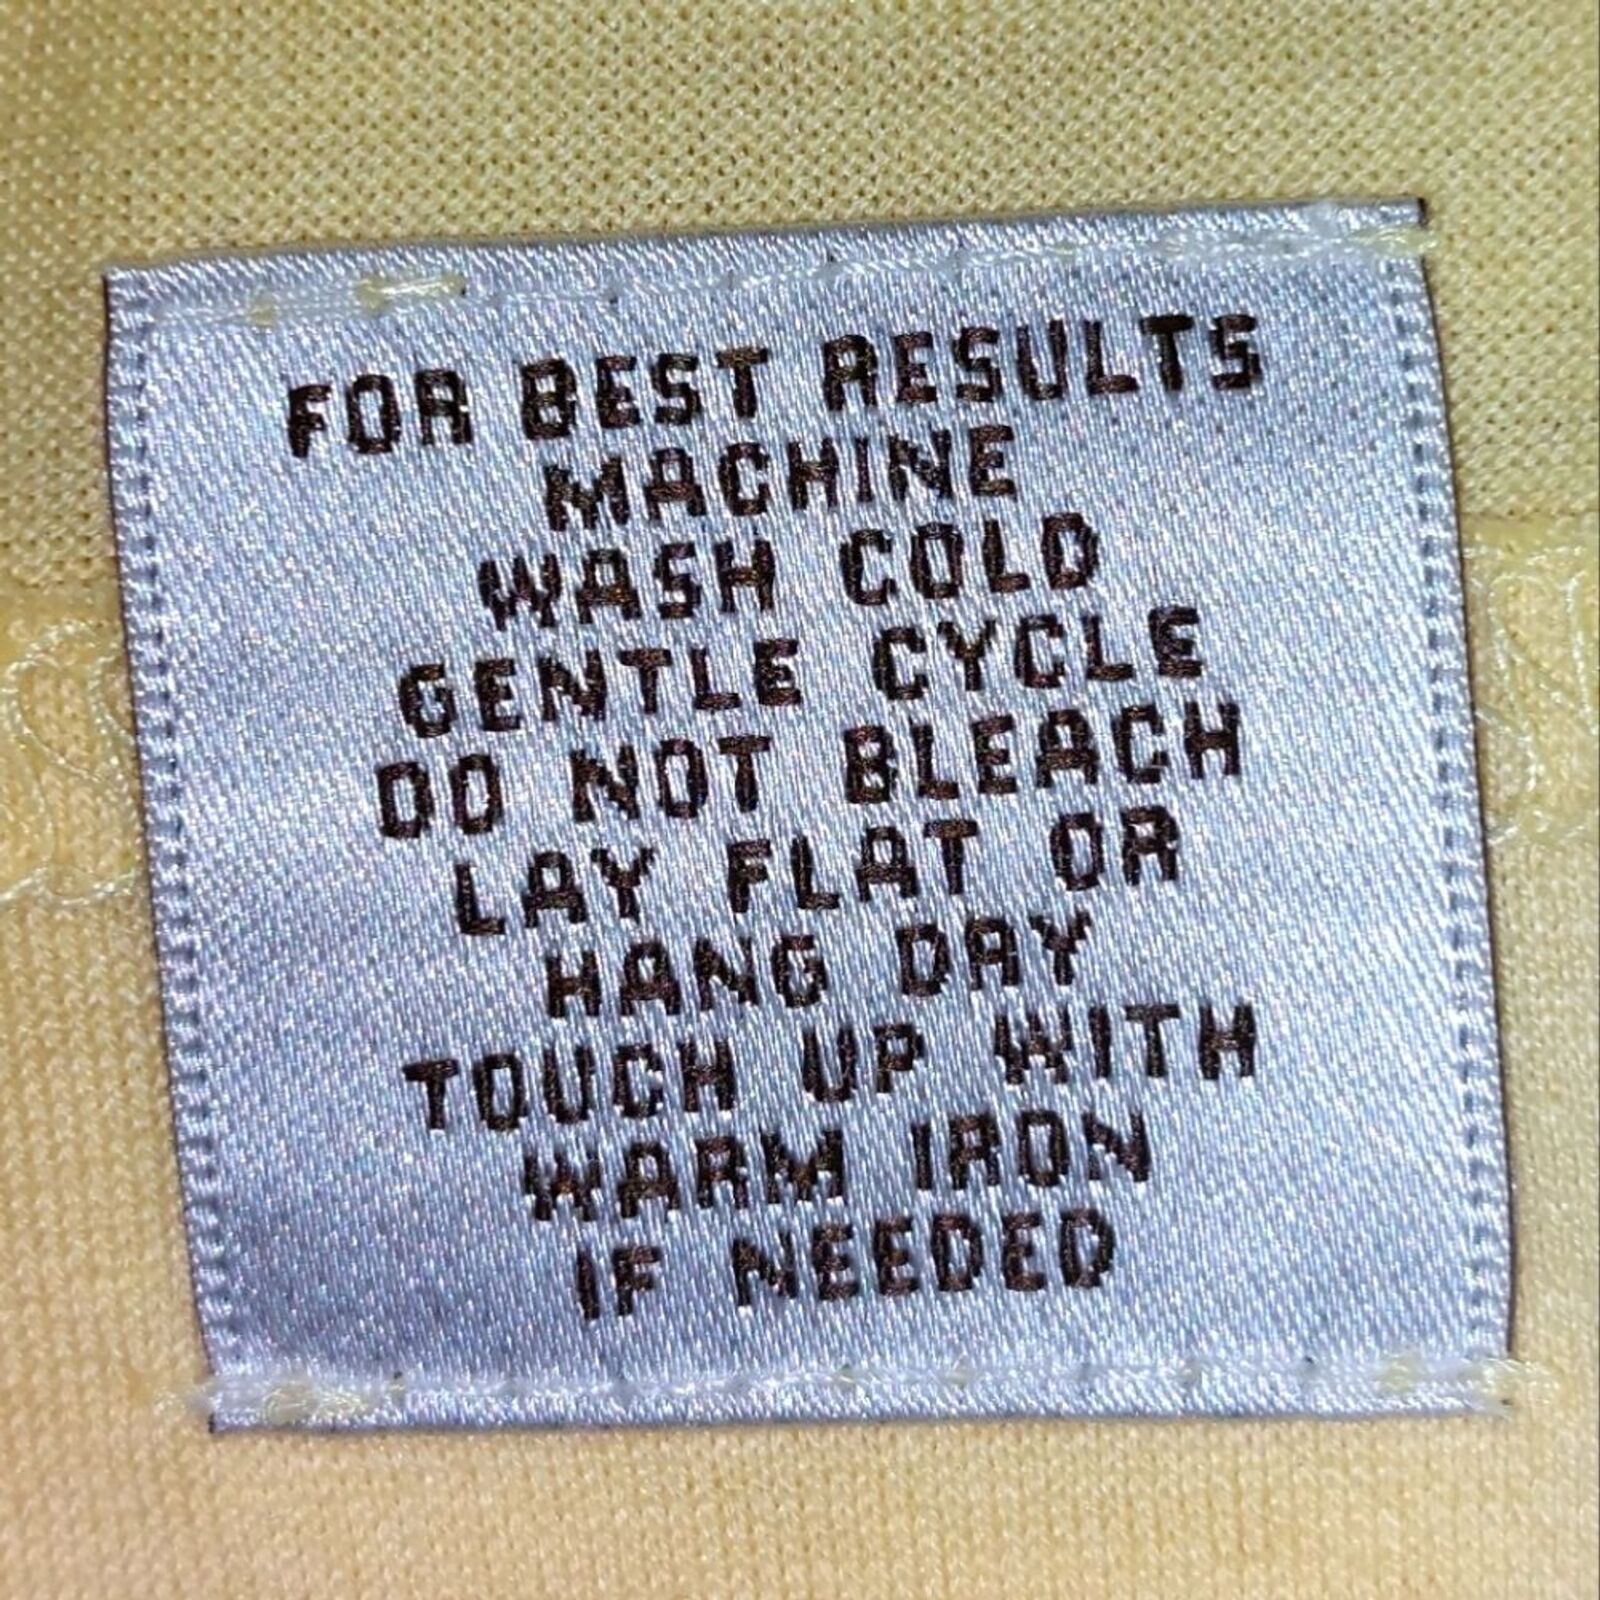 FOR BEST RESULTS
MACHINE
WASH COLD
GENTLE CYCLE
DO NOT BLEACH
LAY FLAT OR
HANG DRY
TOUCH UP WITH
WARM IRON
IF NEEDED